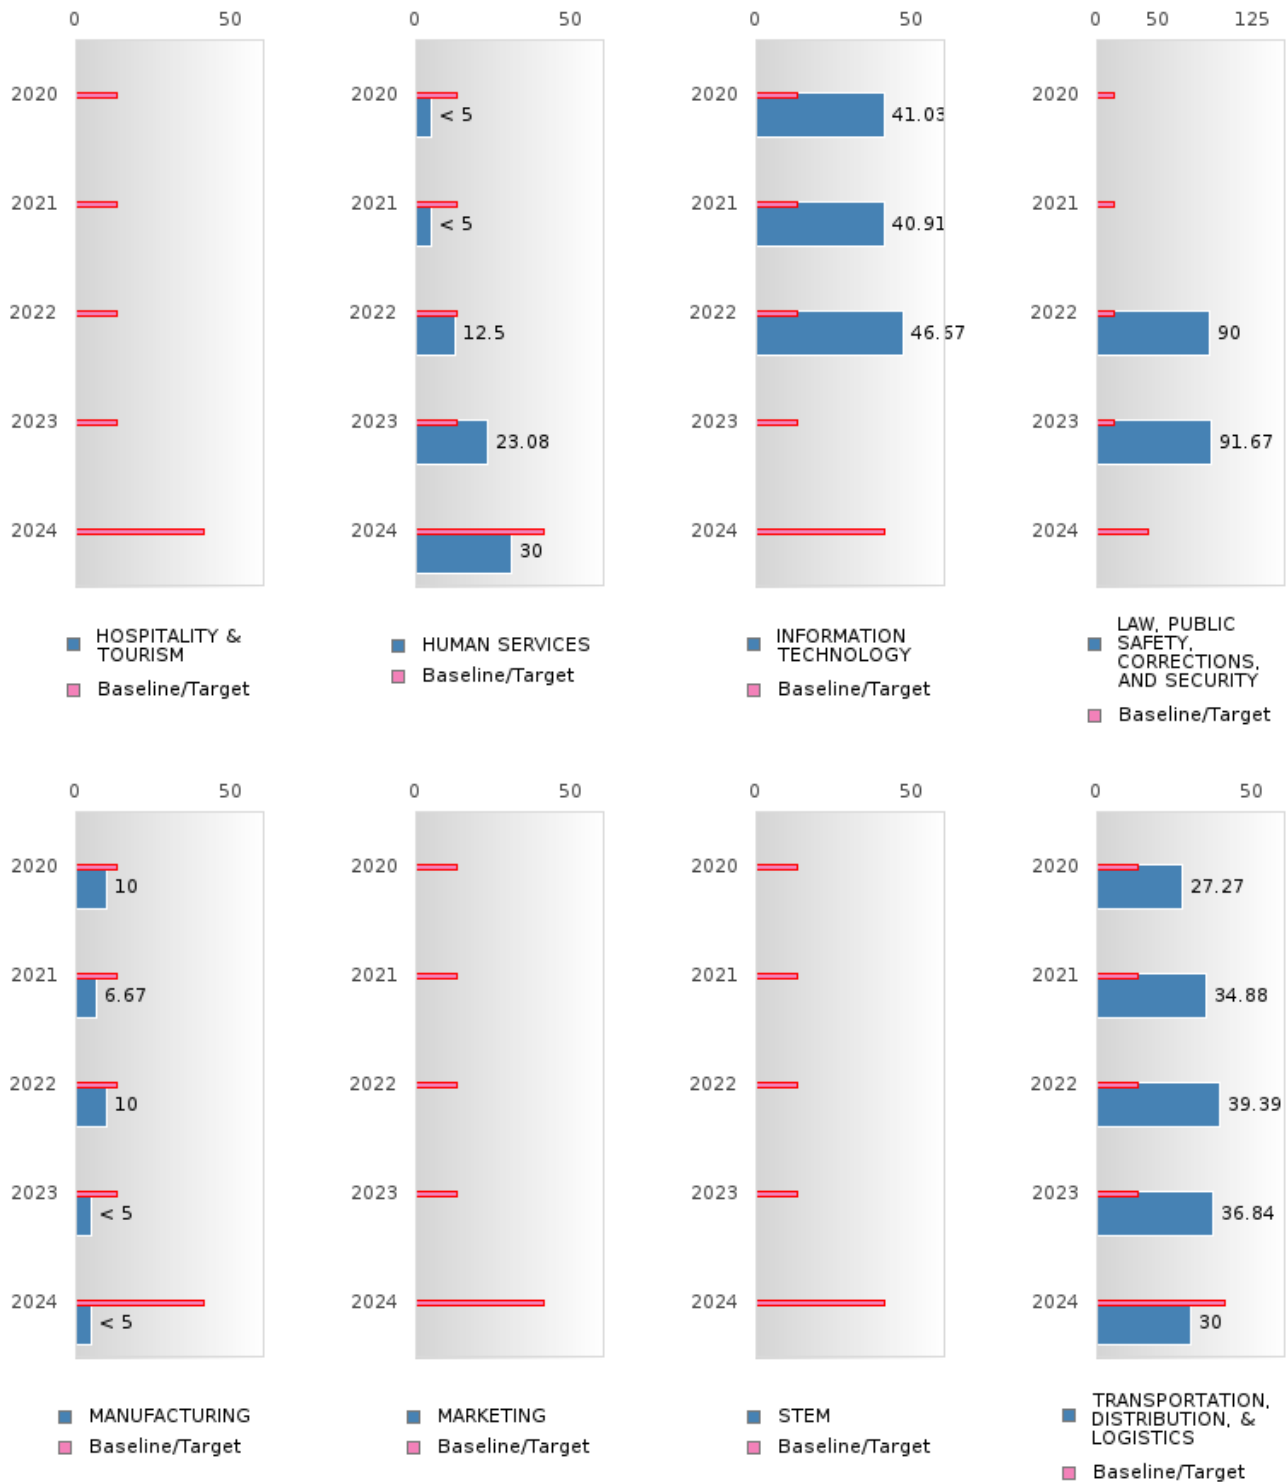 0 50
2020
2021
2022
2023
2024
HOSPITALITY &
TOURISM
Baseline/Target
0 50
2020
< 5
2021
< 5
2022
12.5
2023
23.08
2024
30
HUMAN SERVICES
Baseline/Target
0 50
2020
41.03
2021
40.91
2022
46.67
2023
2024
INFORMATION
TECHNOLOGY
Baseline/Target
0 50 125
2020
2021
2022
90
2023
91.67
2024
LAW, PUBLIC
SAFETY,
CORRECTIONS,
AND SECURITY
Baseline/Target
0 50
2020
10
2021
6.67
2022
10
2023
< 5
2024
< 5
MANUFACTURING
Baseline/Target
0 50
2020
2021
2022
2023
2024
MARKETING
Baseline/Target
0 50
2020
2021
2022
2023
2024
STEM
Baseline/Target
0 50
2020
27.27
2021
34.88
2022
39.39
2023
36.84
2024
30
TRANSPORTATION,
DISTRIBUTION, &
LOGISTICS
Baseline/Target